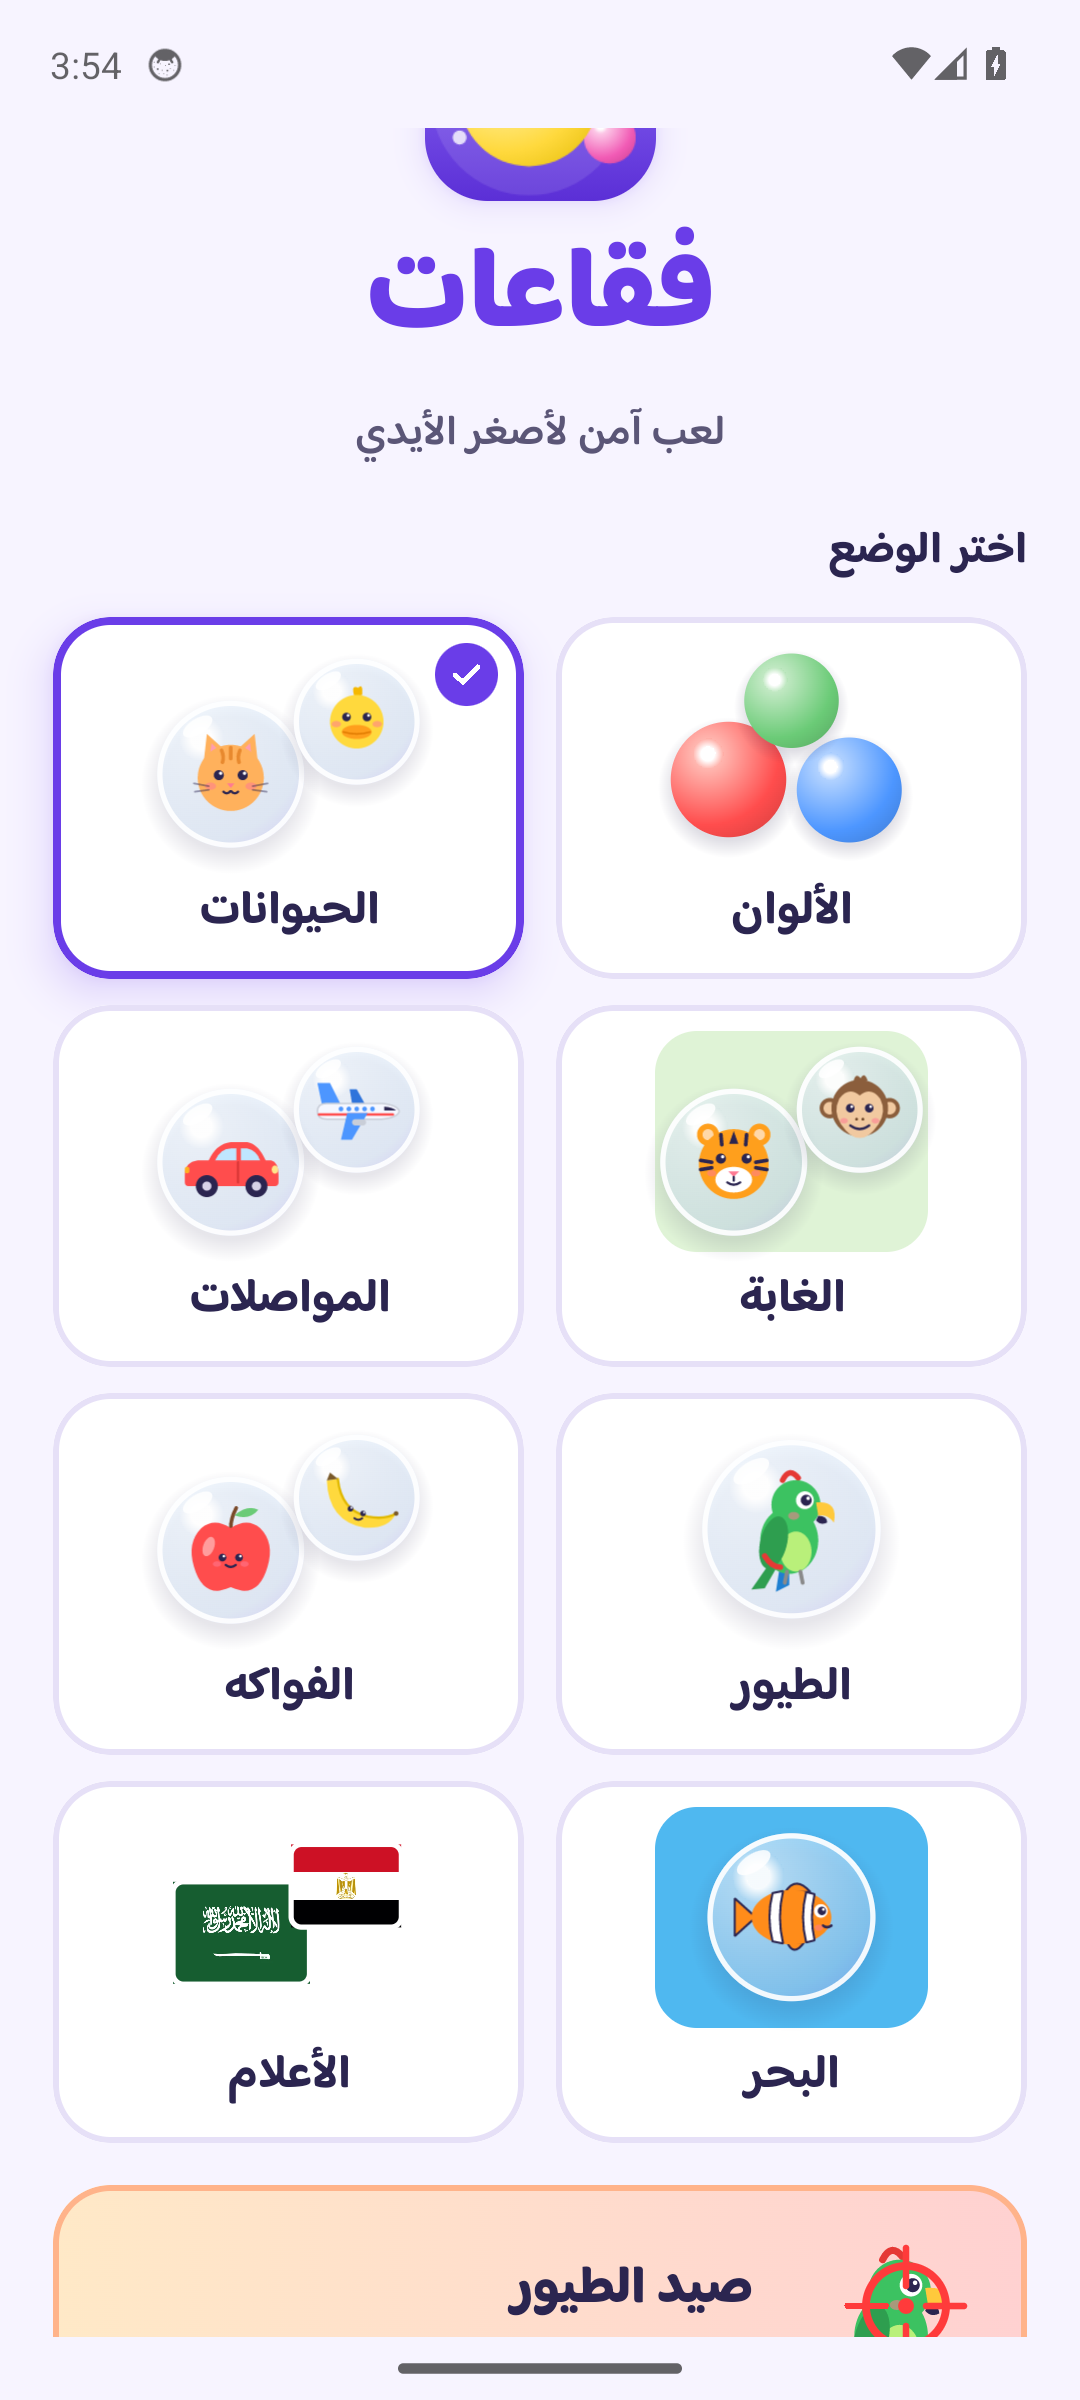 3:54
فقاعات
لعب آمن لأصغر الأيدي
اختر الوضع
الألوان
الحيوانات
الغابة
المواصلات
الطيور
الفواكه
البحر
الأعلام
صيد الطيور